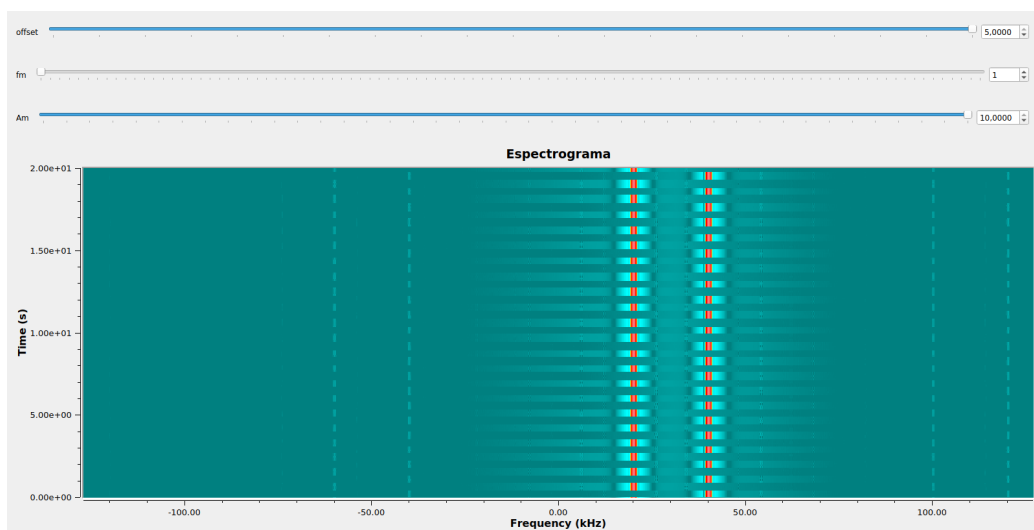 offset 5,0000
fm 1
Am 10,0000
Espectrograma
2.00e+01
1.50e+01
1.00e+01
5.00e+00
0.00e+00
Time (s)
-100.00 -50.00 0.00 50.00 100.00
Frequency (kHz)